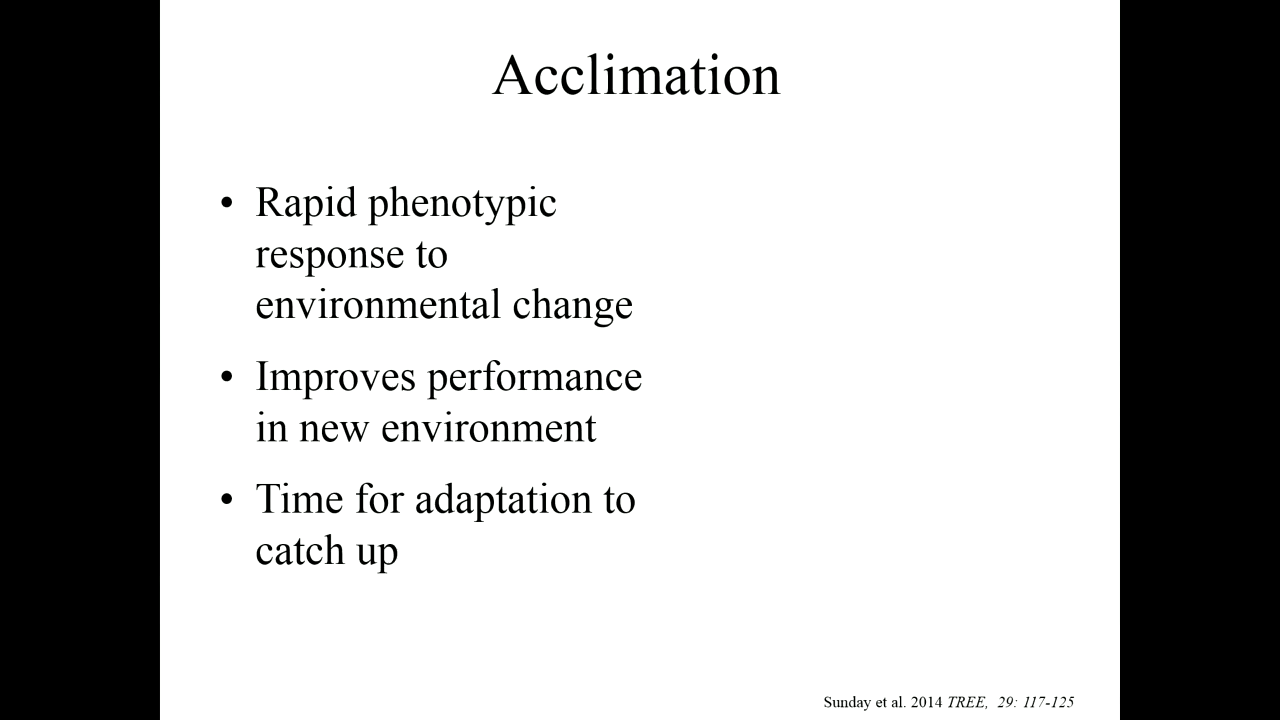 Acclimation
• Rapid phenotypic
response to
environmental change
• Improves performance
in new environment
• Time for adaptation to
catch up
Sunday et al. 2014 TREE, 29: 117-125